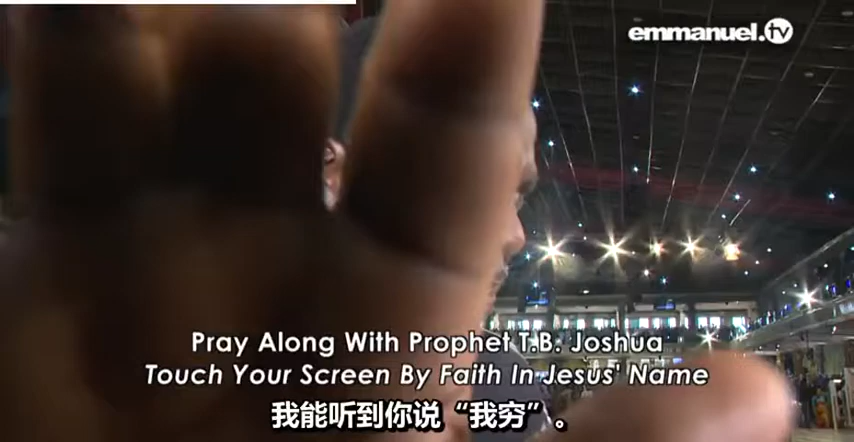 emmanuel.tv
Pray Along With Prophet T.B. Joshua
Touch Your Screen By Faith In Jesus' Name
我能听到你说“我穷”。